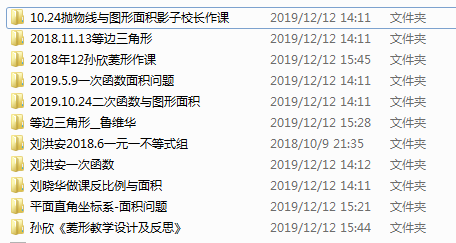 10.24抛物线与图形面积影子校长作课 2019/12/12 14:11 文件夹
2018.11.13等边三角形 2019/12/12 14:11 文件夹
2018年12孙欣菱形作课 2019/12/12 15:45 文件夹
2019.5.9一次函数面积问题 2019/12/12 14:11 文件夹
2019.10.24二次函数与图形面积 2019/12/12 14:11 文件夹
等边三角形__鲁维华 2019/12/12 15:28 文件夹
刘洪安2018.6一元一不等式组 2018/10/9 21:35 文件夹
刘洪安一次函数 2019/12/12 14:12 文件夹
刘晓华做课反比例与面积 2019/12/12 14:11 文件夹
平面直角坐标系-面积问题 2019/12/12 15:21 文件夹
孙欣《菱形教学设计及反思》 2019/12/12 15:44 文件夹